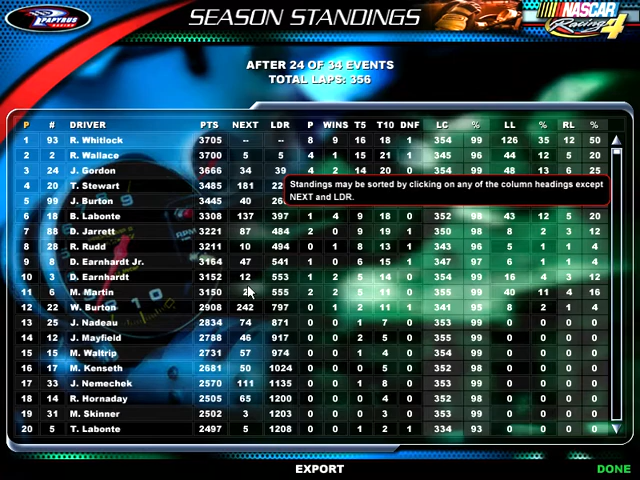 PAPYRUS
SEASON STANDINGS
NASCAR
Racing 4
AFTER 24 OF 34 EVENTS
TOTAL LAPS: 356
P # DRIVER PTS NEXT LDR P WINS T5 T10 DNF LC % LL % RL %
1 93 R. Whitlock 3705 -- -- 8 9 16 18 1 354 99 126 35 12 50
2 2 R. Wallace 3700 5 5 4 1 15 21 1 345 96 44 12 5 20
3 24 J. Gordon 3666 34 39 4 2 354 99 48 13 6 25
4 20 T. Stewart 3485 181
5 99 J. Burton 3445 40
Standings may be sorted by clicking on any of the column headings except
NEXT and LDR.
6 18 B. Labonte 3308 137 397 1 4 9 18 0 352 98 43 12 5 20
7 88 D. Jarrett 3221 87 484 2 0 9 19 1 350 98 8 2 3 12
8 28 R. Rudd 3211 10 494 0 1 8 13 1 343 96 5 1 1 4
9 8 D. Earnhardt Jr. 3164 47 541 1 0 6 15 1 347 97 6 1 1 4
10 3 D. Earnhardt 3152 12 553 1 2 5 14 0 354 99 16 4 3 12
11 6 M. Martin 3150 555 2 2 5 11 0 355 99 40 11 4 16
12 22 W. Burton 2908 242 797 0 1 2 11 1 341 95 8 2 1 4
13 25 J. Nadeau 2834 74 871 0 0 1 7 0 353 99 0 0 0 0
14 12 J. Mayfield 2788 46 917 0 0 2 5 0 355 99 0 0 0 0
15 15 M. Waltrip 2731 57 974 0 0 1 4 0 354 99 0 0 0 0
16 17 M. Kenseth 2681 50 1024 0 0 0 5 0 352 98 0 0 0 0
17 33 J. Nemechek 2570 111 1135 0 0 1 8 0 353 99 0 0 0 0
18 14 R. Hornaday 2505 65 1200 0 0 0 4 0 352 98 0 0 0 0
19 31 M. Skinner 2502 3 1203 0 0 0 3 0 353 99 0 0 0 0
20 5 T. Labonte 2497 5 1208 0 0 1 2 1 334 93 0 0 0 0
EXPORT DONE